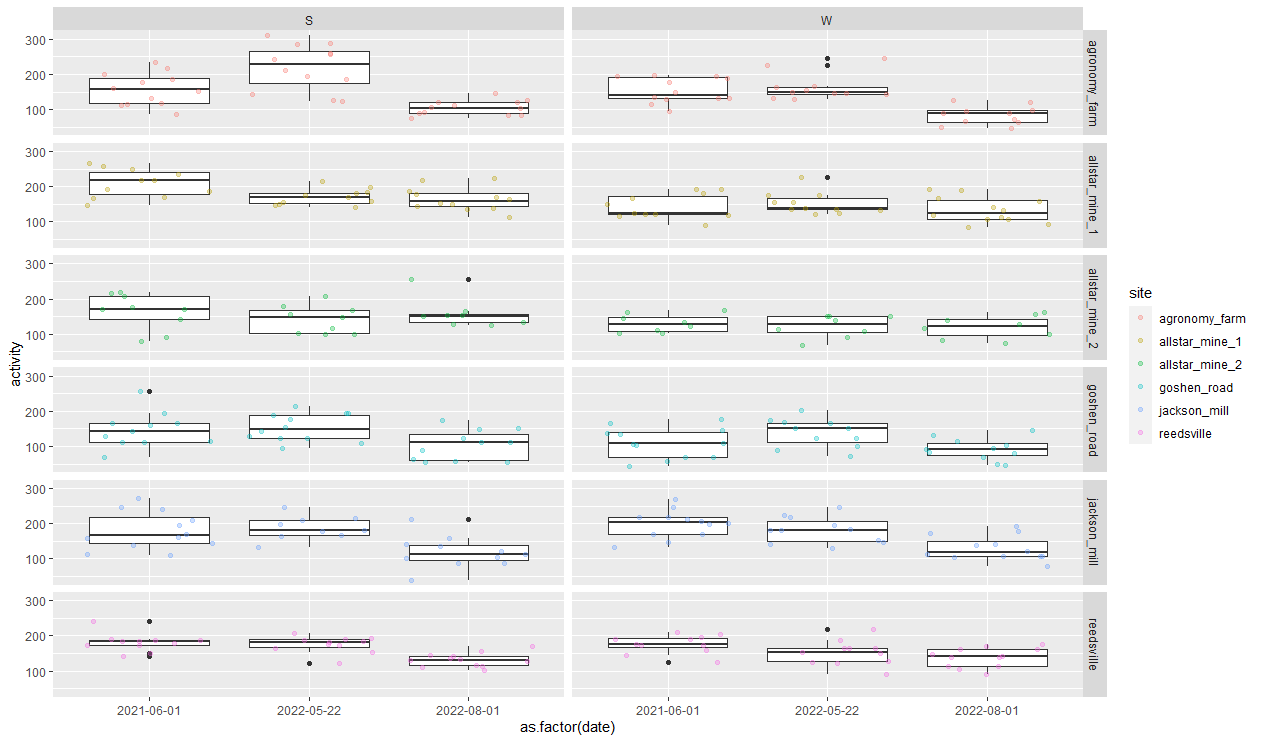 S W
300
200
100
agronomy_farm
300
200
100
allstar_mine_1
300
200
100
allstar_mine_2
300
200
100
goshen_road
300
200
100
jackson_mill
300
200
100
reedsville
activity
2021-06-01 2022-05-22 2022-08-01 2021-06-01 2022-05-22 2022-08-01
as.factor(date)
site
agronomy_farm
allstar_mine_1
allstar_mine_2
goshen_road
jackson_mill
reedsville